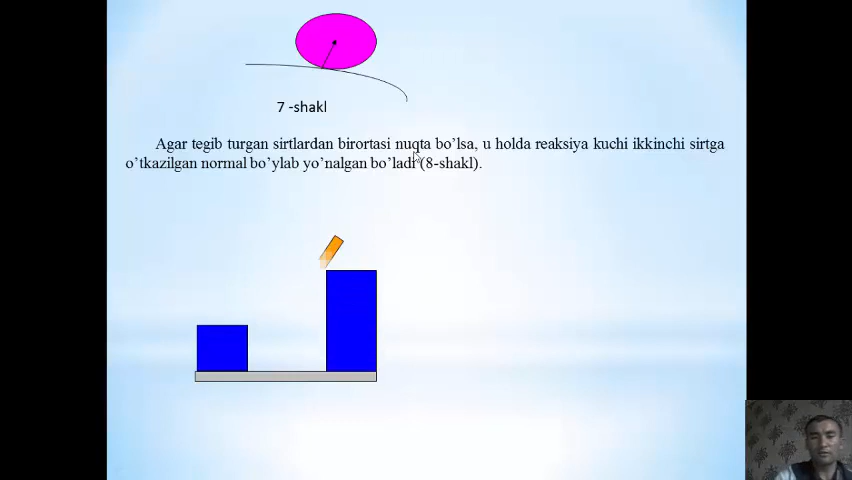 7 -shakl
Agar tegib turgan sirtlardan birortasi nuqta bo’lsa, u holda reaksiya kuchi ikkinchi sirtga
o’tkazilgan normal bo’ylab yo’nalgan bo’ladi (8-shakl).